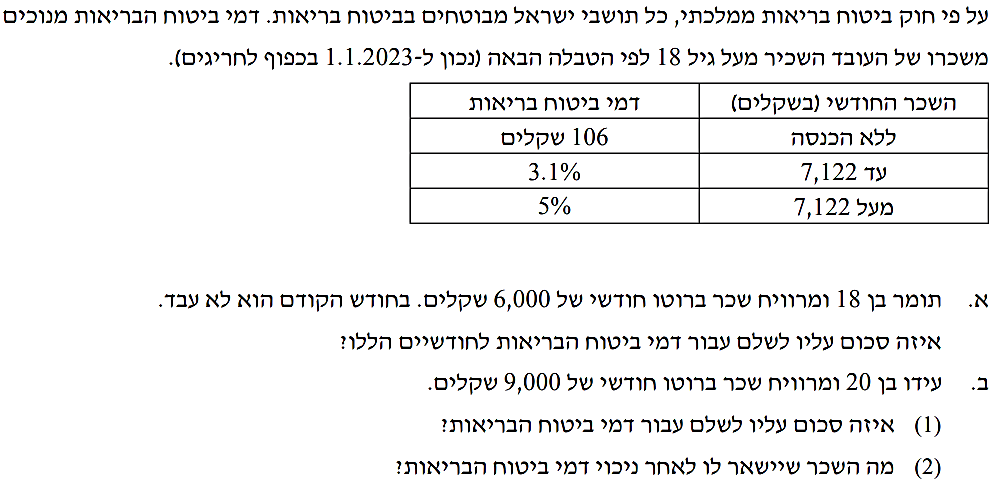 על פי חוק ביטוח בריאות ממלכתי, כל תושבי ישראל מבוטחים בביטוח בריאות. דמי ביטוח הבריאות מנוכים
משכרו של העובד השכיר מעל גיל 18 לפי הטבלה הבאה (נכון ל-1.1.2023 בכפוף לחריגים).
השכר החודשי (בשקלים) דמי ביטוח בריאות
ללא הכנסה 106 שקלים
עד 7,122 3.1%
מעל 7,122 5%
א. תומר בן 18 ומרוויח שכר ברוטו חודשי של 6,000 שקלים. בחודש הקודם הוא לא עבד.
איזה סכום עליו לשלם עבור דמי ביטוח הבריאות לחודשיים הללו?
ב. עידו בן 20 ומרוויח שכר ברוטו חודשי של 9,000 שקלים.
(1) איזה סכום עליו לשלם עבור דמי ביטוח הבריאות?
(2) מה השכר שיישאר לו לאחר ניכוי דמי ביטוח הבריאות?